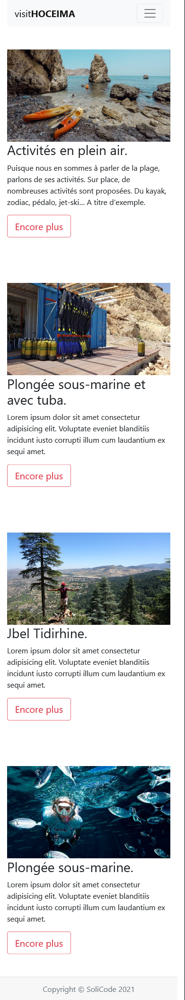 visitHOCEIMA
Activités en plein air.
Puisque nous en sommes à parler de la plage,
parlons de ses activités. Sur place, de
nombreuses activités sont proposées. Du kayak,
zodiac, pédalo, jet-ski... A titre d’exemple.
Encore plus
Plongée sous-marine et
avec tuba.
Lorem ipsum dolor sit amet consectetur
adipisicing elit. Voluptate eveniet blanditiis
incidunt iusto corrupti illum cum laudantium ex
sequi amet.
Encore plus
Jbel Tidirhine.
Lorem ipsum dolor sit amet consectetur
adipisicing elit. Voluptate eveniet blanditiis
incidunt iusto corrupti illum cum laudantium ex
sequi amet.
Encore plus
seac
Plongée sous-marine.
Lorem ipsum dolor sit amet consectetur
adipisicing elit. Voluptate eveniet blanditiis
incidunt iusto corrupti illum cum laudantium ex
sequi amet.
Encore plus
Copyright © SoliCode 2021